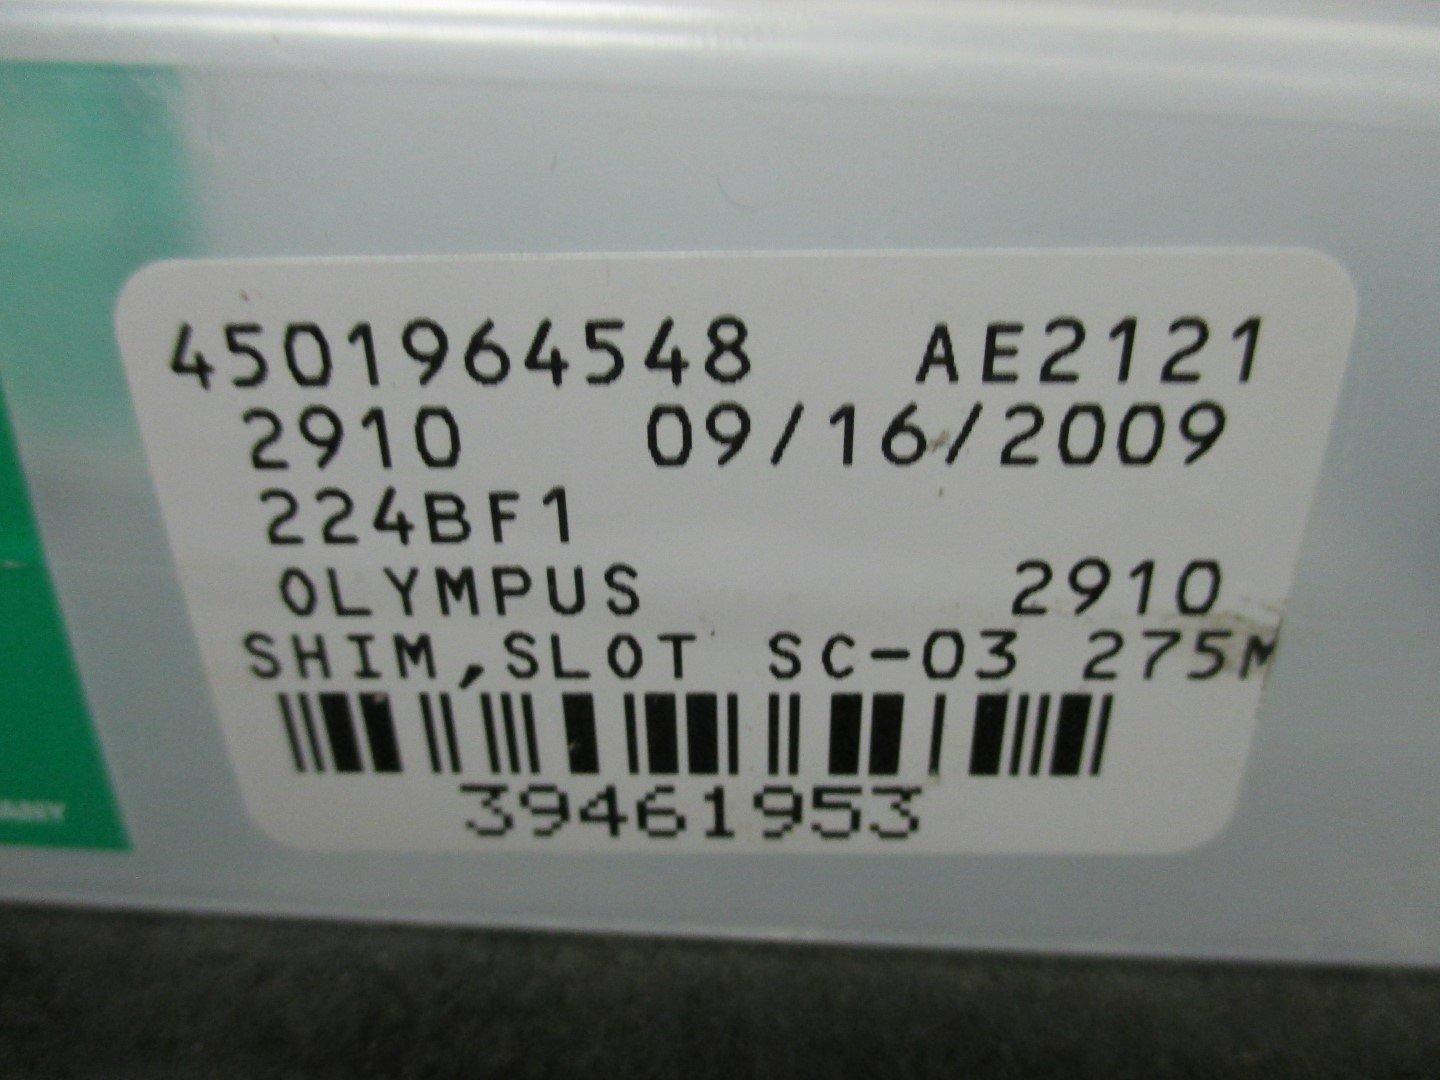 4501964548 AE2121
2910 09/16/2009
224BF1
OLYMPUS 2910
SHIM,SLOT SC-03 275M
39461953